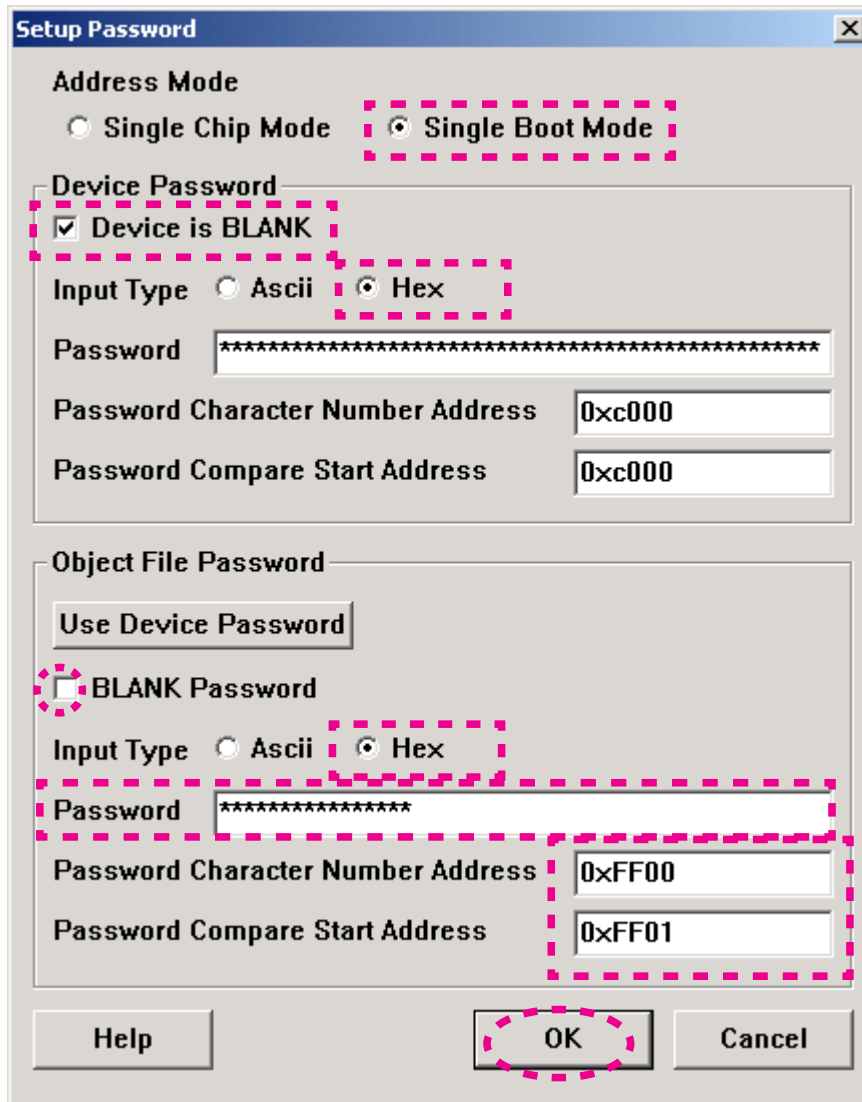 Setup Password
Address Mode
Single Chip Mode Single Boot Mode
Device Password
Device is BLANK
Input Type Ascii Hex
Password **************************************************
Password Character Number Address 0xc000
Password Compare Start Address 0xc000
Object File Password
Use Device Password
BLANK Password
Input Type Ascii Hex
Password ****************
Password Character Number Address 0xFF00
Password Compare Start Address 0xFF01
Help OK Cancel